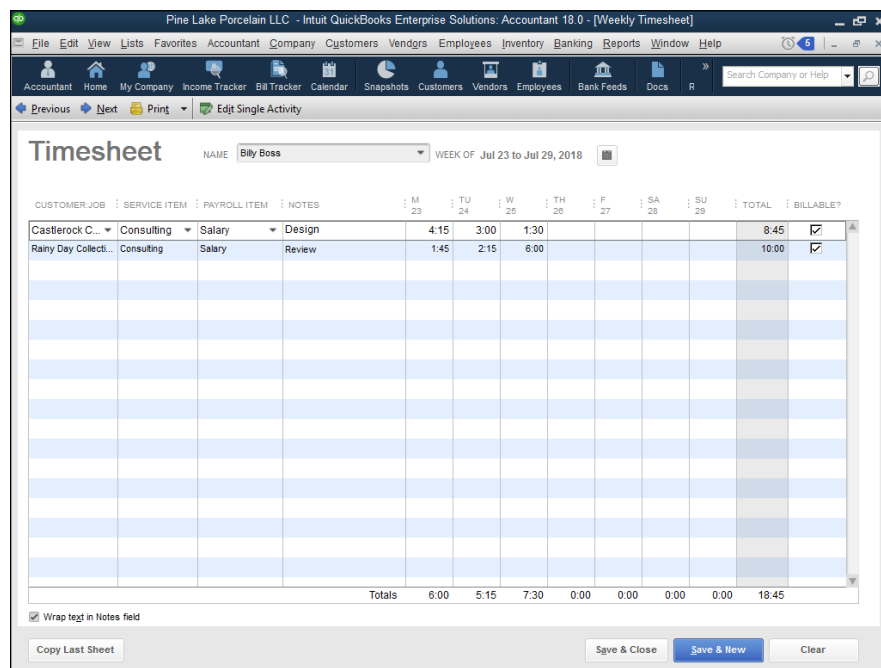 qb Pine Lake Porcelain LLC - Intuit QuickBooks Enterprise Solutions: Accountant 18.0 - [Weekly Timesheet]
File Edit View Lists Favorites Accountant Company Customers Vendors Employees Inventory Banking Reports Window Help 5
Accountant Home My Company Income Tracker Bill Tracker Calendar Snapshots Customers Vendors Employees Bank Feeds Docs R » Search Company or Help
Previous Next Print Edit Single Activity
Timesheet NAME Billy Boss WEEK OF Jul 23 to Jul 29, 2018
CUSTOMER:JOB SERVICE ITEM PAYROLL ITEM NOTES M TU W TH F SA SU TOTAL BILLABLE?
23 24 25 26 27 28 29
Castlerock C... Consulting Salary Design 4:15 3:00 1:30 8:45
Rainy Day Collecti... Consulting Salary Review 1:45 2:15 6:00 10:00
Totals 6:00 5:15 7:30 0:00 0:00 0:00 0:00 18:45
Wrap text in Notes field
Copy Last Sheet Save & Close Save & New Clear